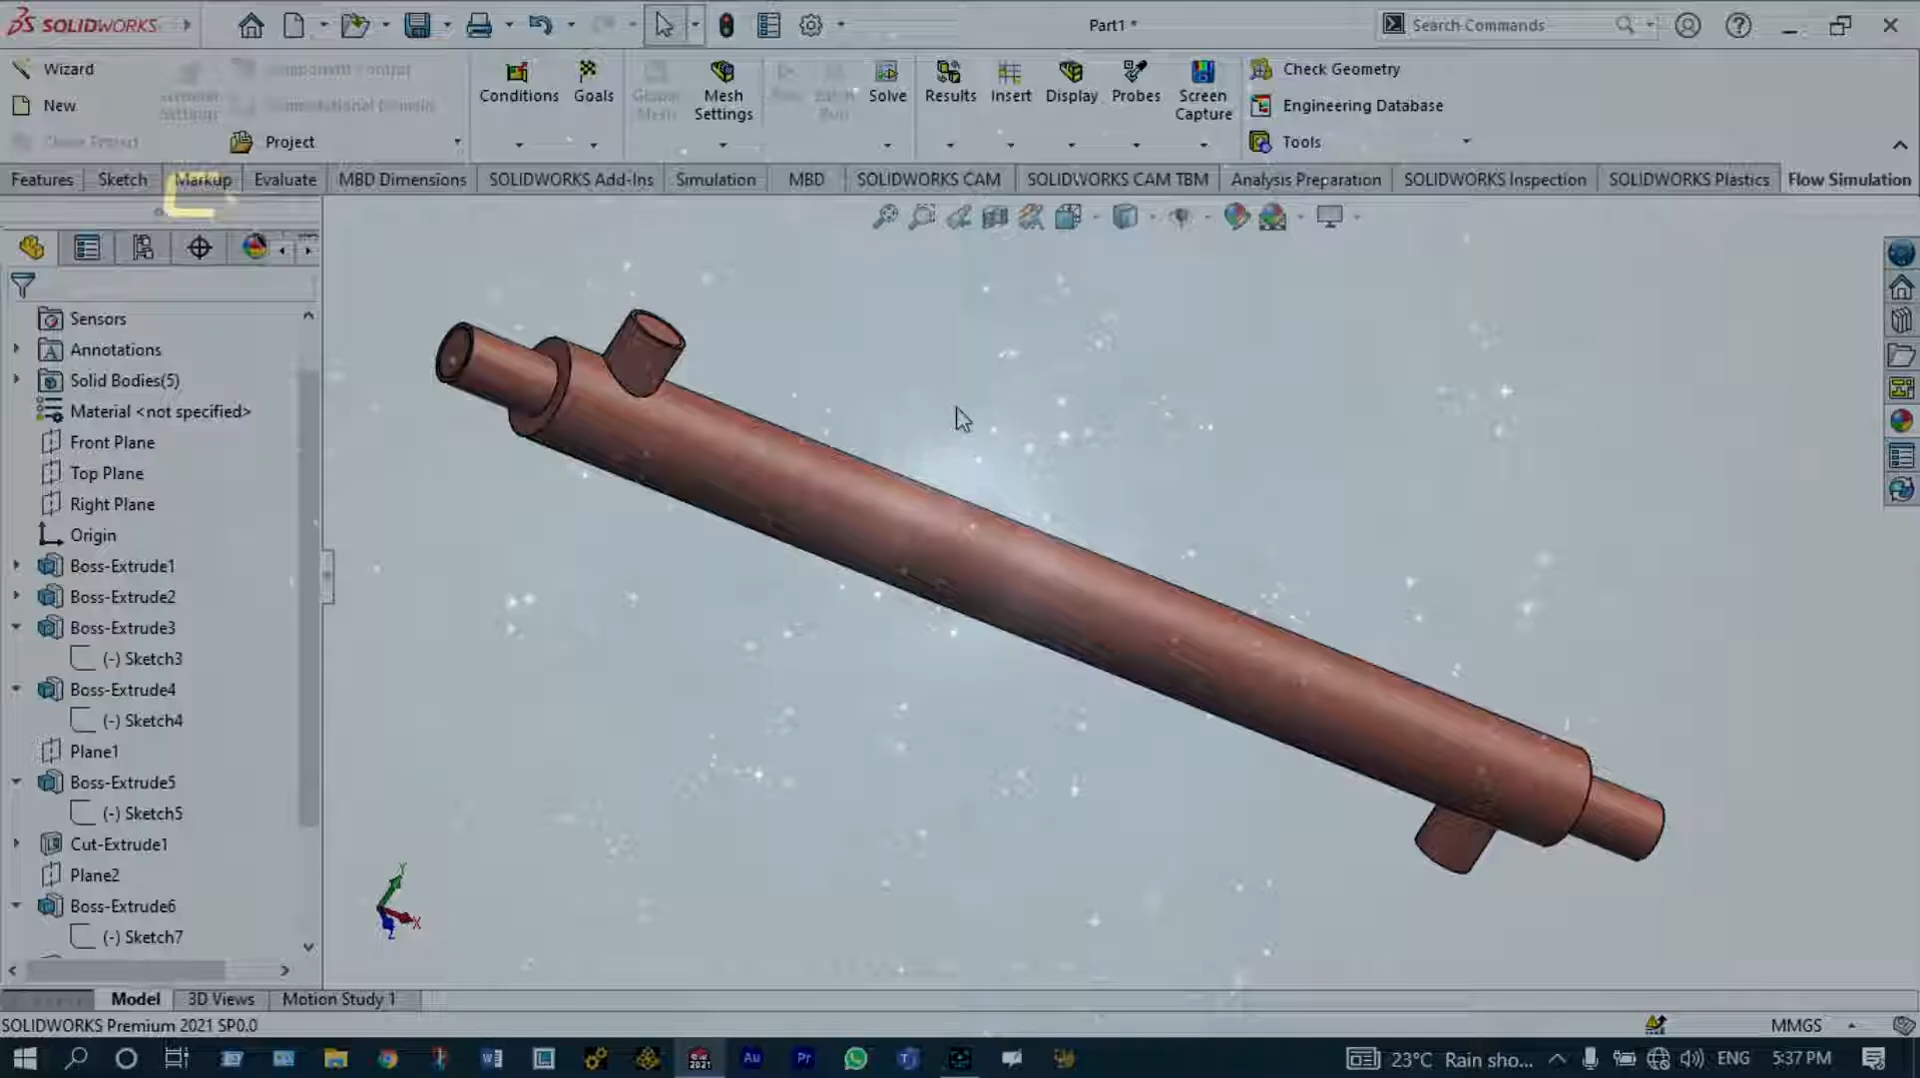 SOLIDWORKS
Part1 *
Search Commands
Wizard
New
Project
Conditions
Goals
Mesh
Settings
Solve
Results
Insert
Display
Probes
Screen
Capture
Check Geometry
Engineering Database
Tools
Features
Sketch
Markup
Evaluate
MBD Dimensions
SOLIDWORKS Add-Ins
Simulation
MBD
SOLIDWORKS CAM
SOLIDWORKS CAM TBM
Analysis Preparation
SOLIDWORKS Inspection
SOLIDWORKS Plastics
Flow Simulation
Sensors
Annotations
Solid Bodies(5)
Material <not specified>
Front Plane
Top Plane
Right Plane
Origin
Boss-Extrude1
Boss-Extrude2
Boss-Extrude3
(-) Sketch3
Boss-Extrude4
(-) Sketch4
Plane1
Boss-Extrude5
(-) Sketch5
Cut-Extrude1
Plane2
Boss-Extrude6
(-) Sketch7
Y
X
Z
Model
3D Views
Motion Study 1
SOLIDWORKS Premium 2021 SP0.0
MMGS
23°C Rain sho...
ENG
5:37 PM